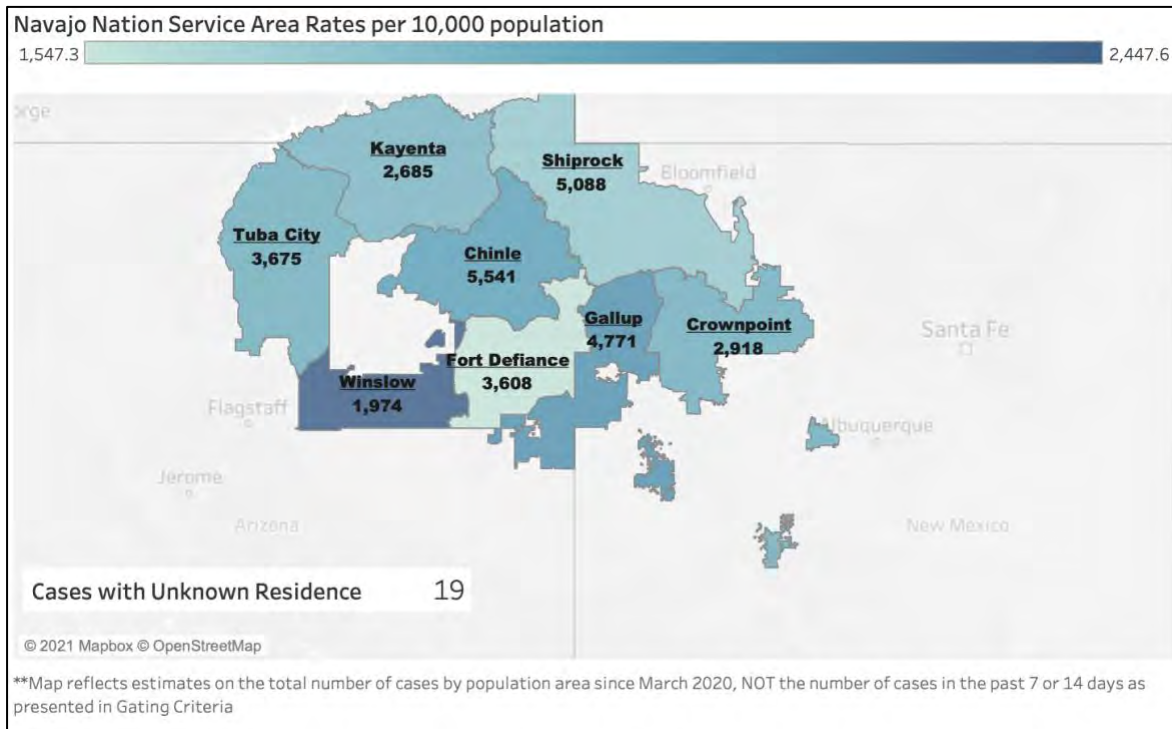 Navajo Nation Service Area Rates per 10,000 population
1,547.3
2,447.6
orge
Kayenta
2,685
Shiprock
5,088
Bloomfield
Tuba City
3,675
Chinle
5,541
Gallup
4,771
Crownpoint
2,918
Santa Fe
Fort Defiance
3,608
Winslow
1,974
Flagstaff
Albuquerque
Jerome
Arizona
New Mexico
Cases with Unknown Residence 19
© 2021 Mapbox © OpenStreetMap
**Map reflects estimates on the total number of cases by population area since March 2020, NOT the number of cases in the past 7 or 14 days as
presented in Gating Criteria